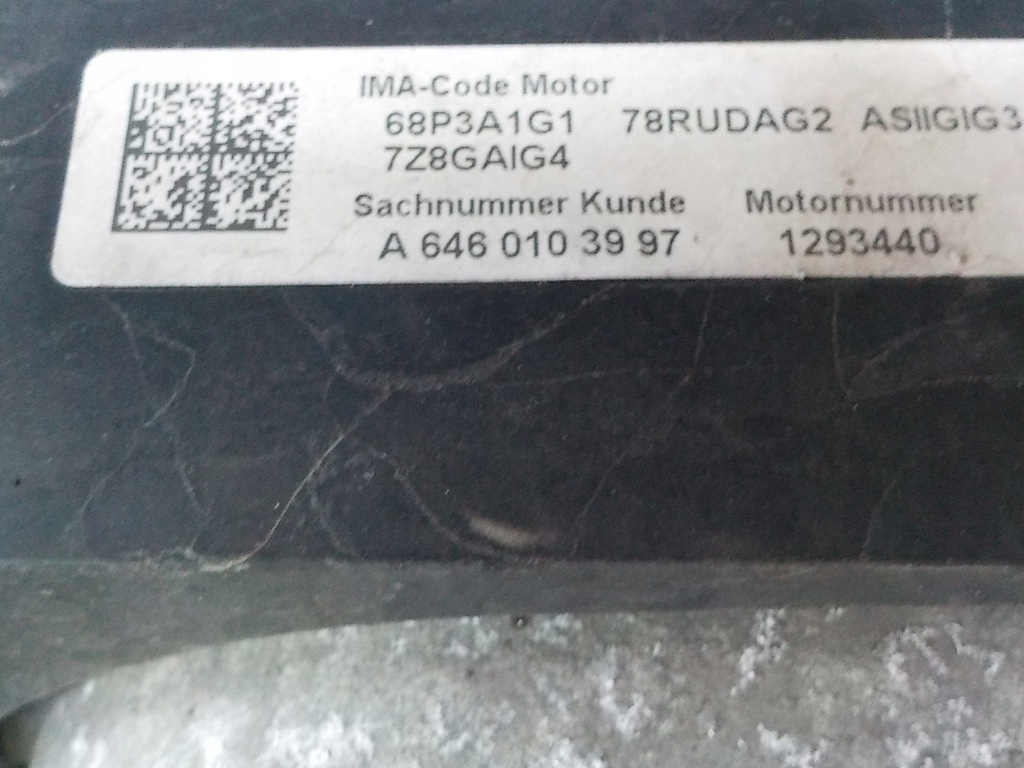 IMA-Code Motor
68P3A1G1 78RUDAG2 ASIIGIG3
7Z8GAIG4
Sachnummer Kunde Motornummer
A 646 010 39 97 1293440